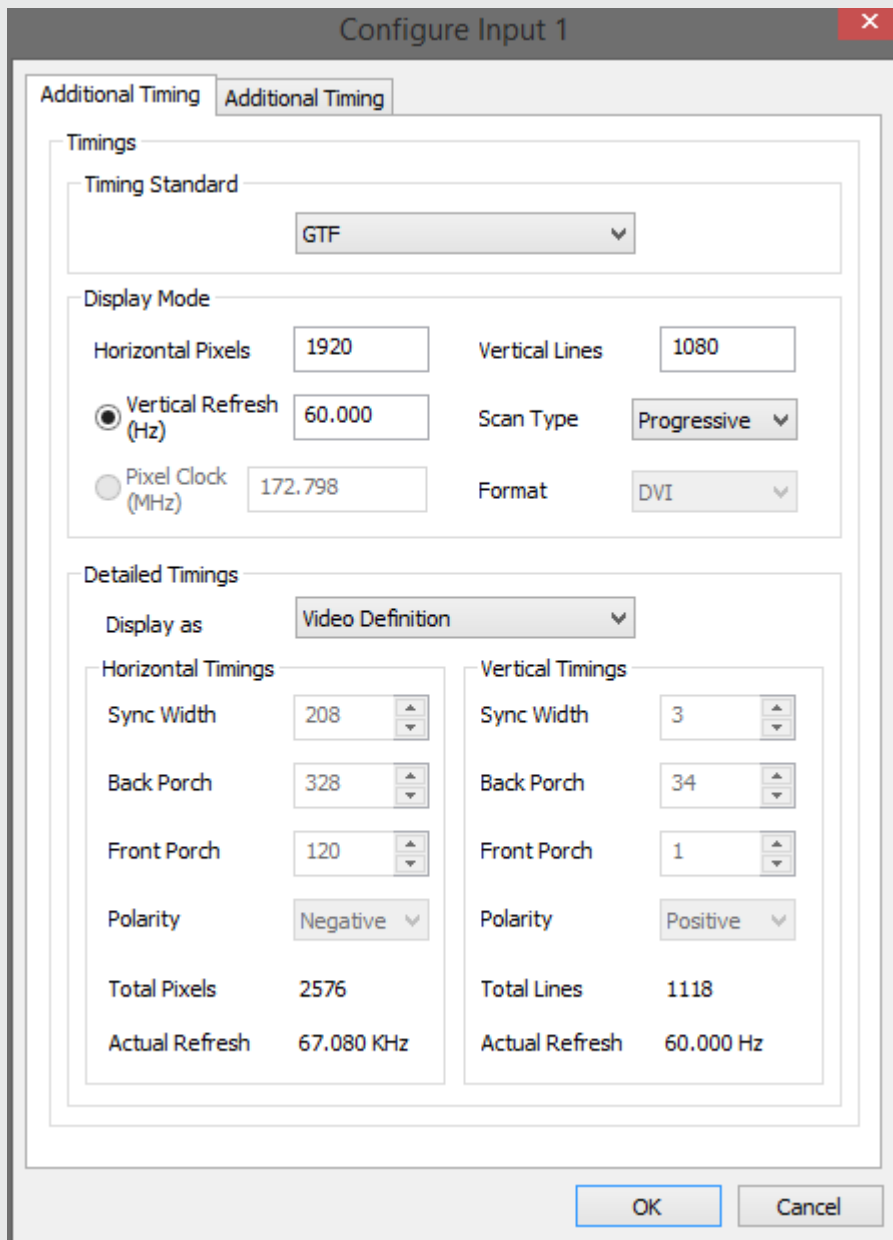 Configure Input 1
Additional Timing
Additional Timing
Timings
Timing Standard
GTF
Display Mode
Horizontal Pixels 1920 Vertical Lines 1080
Vertical Refresh (Hz) 60.000 Scan Type Progressive
Pixel Clock (MHz) 172.798 Format DVI
Detailed Timings
Display as Video Definition
Horizontal Timings
Sync Width 208
Back Porch 328
Front Porch 120
Polarity Negative
Total Pixels 2576
Actual Refresh 67.080 KHz
Vertical Timings
Sync Width 3
Back Porch 34
Front Porch 1
Polarity Positive
Total Lines 1118
Actual Refresh 60.000 Hz
OK Cancel